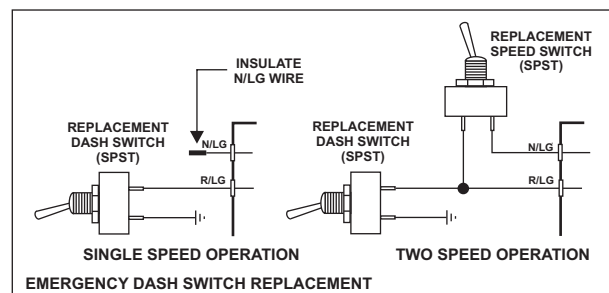 INSULATE
N/LG WIRE
REPLACEMENT
DASH SWITCH
(SPST)
N/LG
R/LG
SINGLE SPEED OPERATION
REPLACEMENT
SPEED SWITCH
(SPST)
REPLACEMENT
DASH SWITCH
(SPST)
N/LG
R/LG
TWO SPEED OPERATION
EMERGENCY DASH SWITCH REPLACEMENT